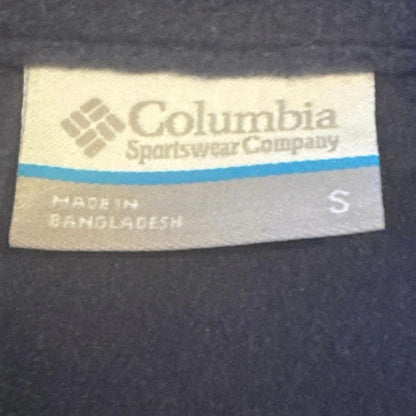 Columbia
Sportswear Company
MADE IN
BANGLADESH
S